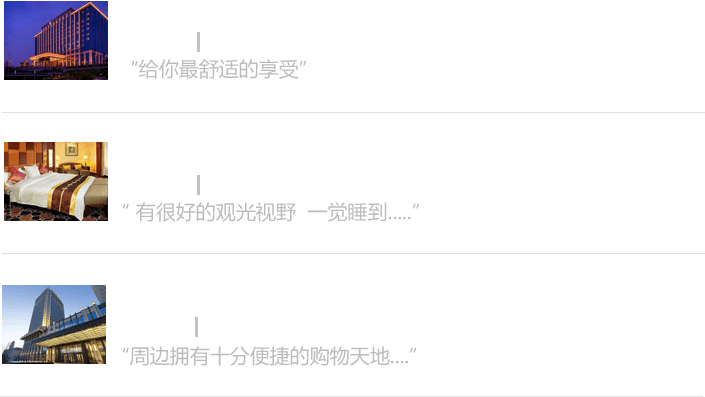 “给你最舒适的享受”
“ 有很好的观光视野  一觉睡到.....”
“周边拥有十分便捷的购物天地....”